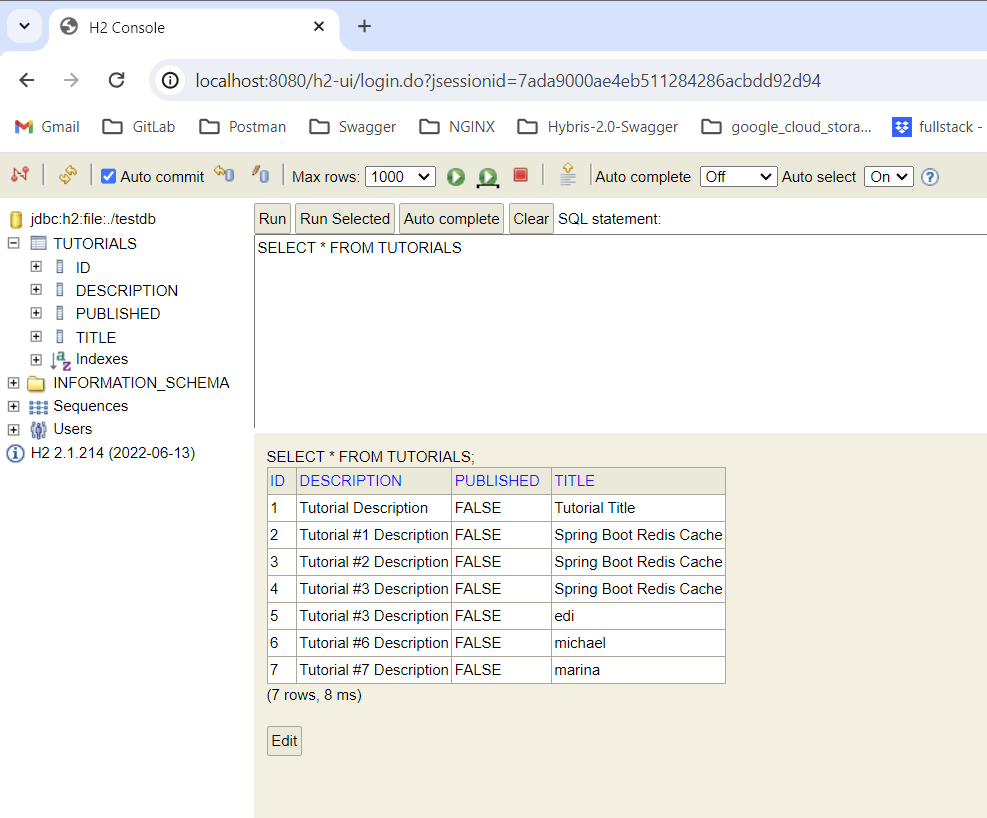 H2 Console
localhost:8080/h2-ui/login.do?jsessionid=7ada9000ae4eb511284286acbdd92d94
Gmail GitLab Postman Swagger NGINX Hybris-2.0-Swagger google_cloud_stora... fullstack -
Auto commit Max rows: 1000 Auto complete Off Auto select On ?
jdbc:h2:file:./testdb
TUTORIALS
ID
DESCRIPTION
PUBLISHED
TITLE
Indexes
INFORMATION_SCHEMA
Sequences
Users
H2 2.1.214 (2022-06-13)
Run Run Selected Auto complete Clear SQL statement:
SELECT * FROM TUTORIALS
SELECT * FROM TUTORIALS;
ID DESCRIPTION PUBLISHED TITLE
1 Tutorial Description FALSE Tutorial Title
2 Tutorial #1 Description FALSE Spring Boot Redis Cache
3 Tutorial #2 Description FALSE Spring Boot Redis Cache
4 Tutorial #3 Description FALSE Spring Boot Redis Cache
5 Tutorial #3 Description FALSE edi
6 Tutorial #6 Description FALSE michael
7 Tutorial #7 Description FALSE marina
(7 rows, 8 ms)
Edit